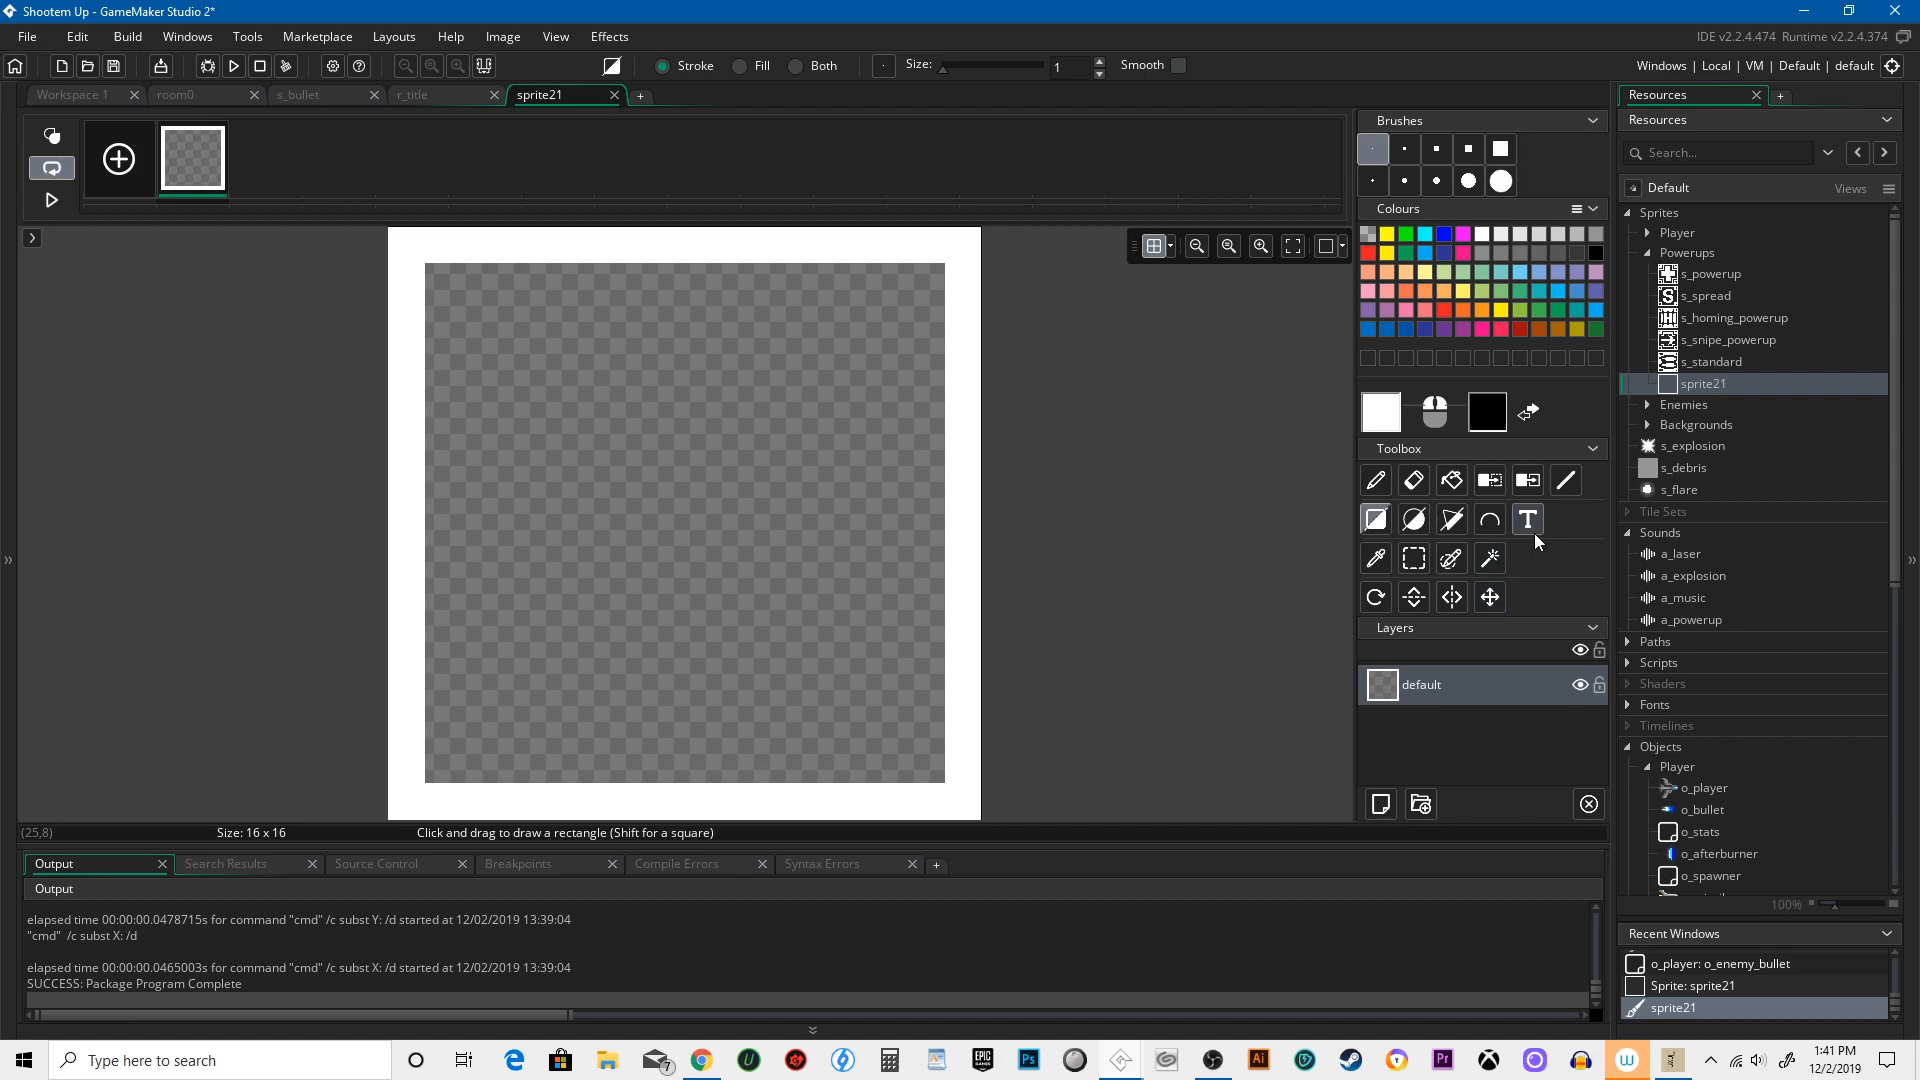 Shootem Up - GameMaker Studio 2*
File Edit Build Windows Tools Marketplace Layouts Help Image View Effects
IDE v2.2.4.474 Runtime v2.2.4.374
Stroke Fill Both Size: 1 Smooth
Windows | Local | VM | Default | default
Workspace 1 room0 s_bullet r_title sprite21
Resources
Resources
Search...
Default Views
Sprites
Player
Powerups
s_powerup
s_spread
s_homing_powerup
s_snipe_powerup
s_standard
sprite21
Enemies
Backgrounds
s_explosion
s_debris
s_flare
Tile Sets
Sounds
a_laser
a_explosion
a_music
a_powerup
Paths
Scripts
Shaders
Fonts
Timelines
Objects
Player
o_player
o_bullet
o_stats
o_afterburner
o_spawner
100%
Recent Windows
o_player: o_enemy_bullet
Sprite: sprite21
sprite21
Brushes
Colours
Toolbox
Layers
default
(25,8) Size: 16 x 16 Click and drag to draw a rectangle (Shift for a square)
Output Search Results Source Control Breakpoints Compile Errors Syntax Errors
Output
elapsed time 00:00:00.0478715s for command "cmd" /c subst Y: /d started at 12/02/2019 13:39:04
"cmd" /c subst X: /d
elapsed time 00:00:00.0465003s for command "cmd" /c subst X: /d started at 12/02/2019 13:39:04
SUCCESS: Package Program Complete
Type here to search
7
EPIC GAMES
Ps
Ai
Pr
1:41 PM
12/2/2019